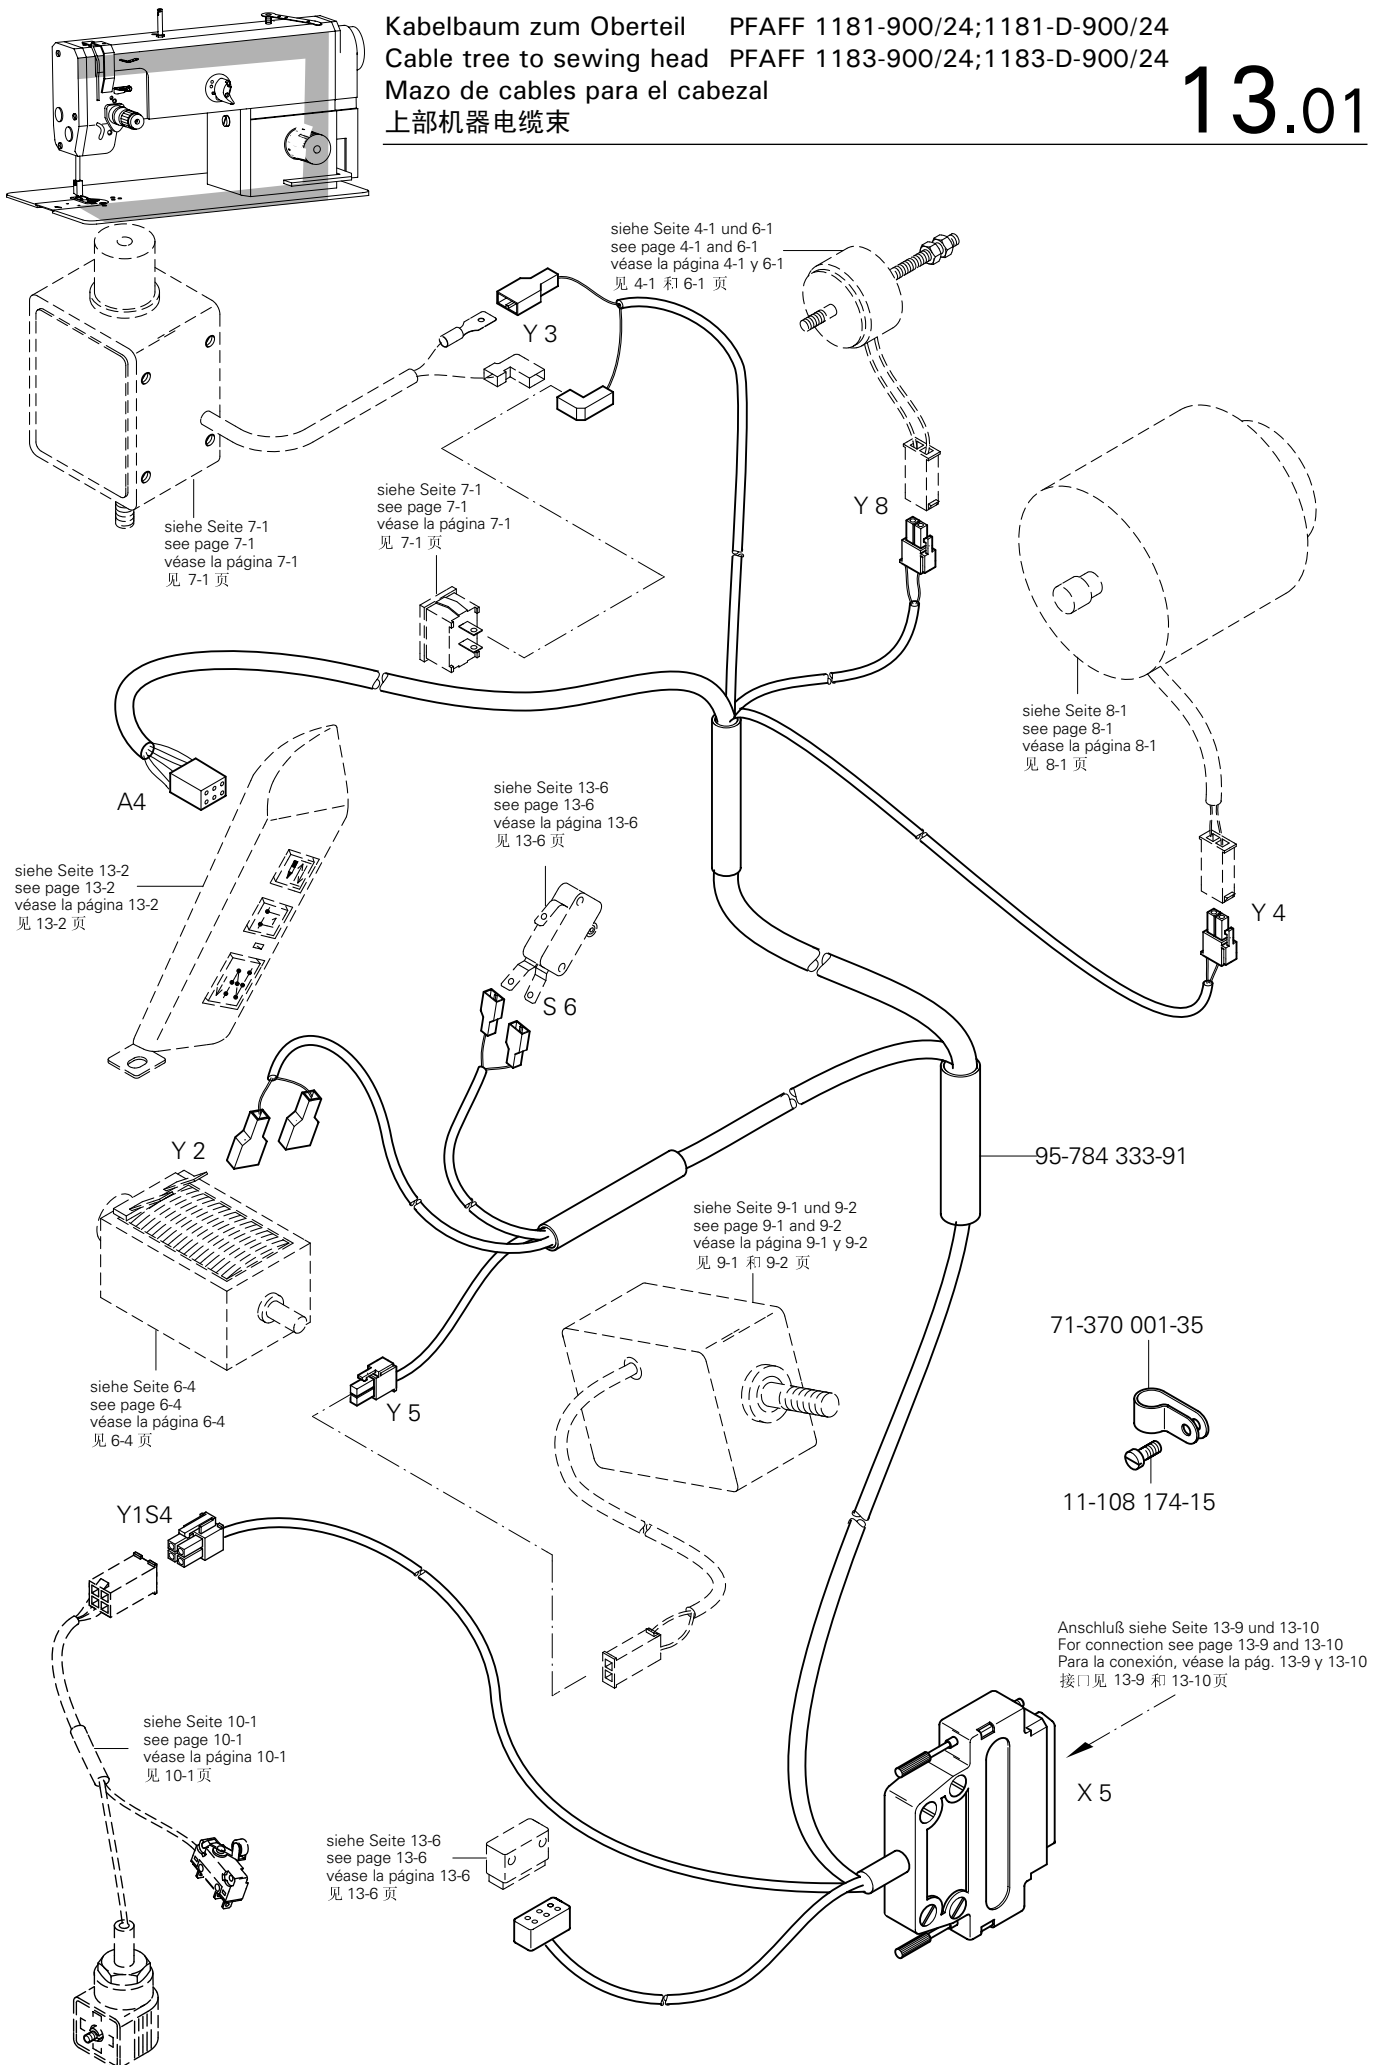 Kabelbaum zum Oberteil PFAFF 1181-900/24;1181-D-900/24
Cable tree to sewing head PFAFF 1183-900/24;1183-D-900/24
Mazo de cables para el cabezal
上部机器电缆束
13.01
siehe Seite 4-1 und 6-1
see page 4-1 and 6-1
véase la página 4-1 y 6-1
见 4-1 和 6-1 页
Y 3
siehe Seite 7-1
see page 7-1
véase la página 7-1
见 7-1 页
siehe Seite 7-1
see page 7-1
véase la página 7-1
见 7-1 页
Y 8
siehe Seite 8-1
see page 8-1
véase la página 8-1
见 8-1 页
A4
siehe Seite 13-6
see page 13-6
véase la página 13-6
见 13-6 页
siehe Seite 13-2
see page 13-2
véase la página 13-2
见 13-2 页
Y 4
S 6
Y 2
95-784 333-91
siehe Seite 9-1 und 9-2
see page 9-1 and 9-2
véase la página 9-1 y 9-2
见 9-1 和 9-2 页
71-370 001-35
siehe Seite 6-4
see page 6-4
véase la página 6-4
见 6-4 页
Y 5
11-108 174-15
Y1S4
Anschluß siehe Seite 13-9 und 13-10
For connection see page 13-9 and 13-10
Para la conexión, véase la pág. 13-9 y 13-10
接口见 13-9 和 13-10页
siehe Seite 10-1
see page 10-1
véase la página 10-1
见 10-1页
X 5
siehe Seite 13-6
see page 13-6
véase la página 13-6
见 13-6 页